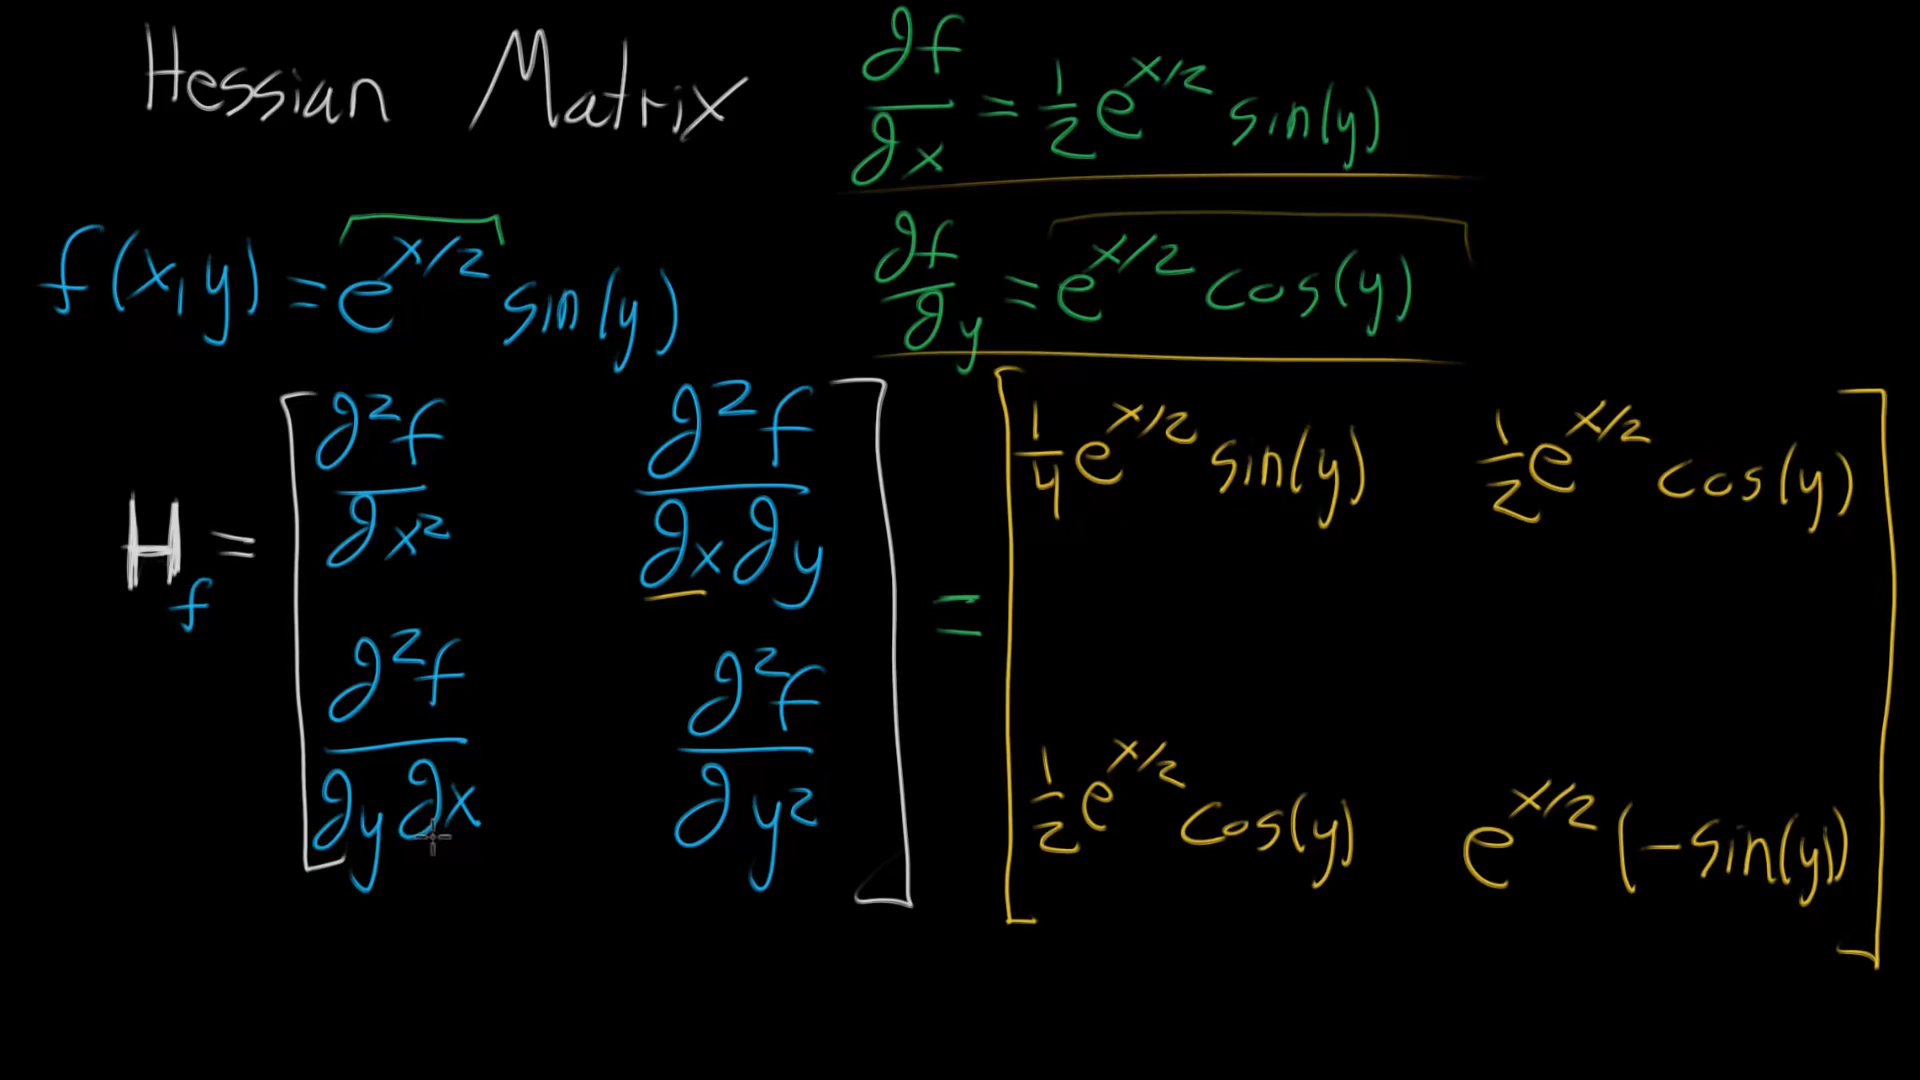 Hessian Matrix
∂f/∂x = 1/2 e^(x/2) sin(y)
f(x,y) = e^(x/2) sin(y)
∂f/∂y = e^(x/2) cos(y)
H_f = [ ∂²f/∂x² ∂²f/∂x∂y
∂²f/∂y∂x ∂²f/∂y² ]
= [ 1/4 e^(x/2) sin(y) 1/2 e^(x/2) cos(y)
1/2 e^(x/2) cos(y) e^(x/2) (-sin(y)) ]